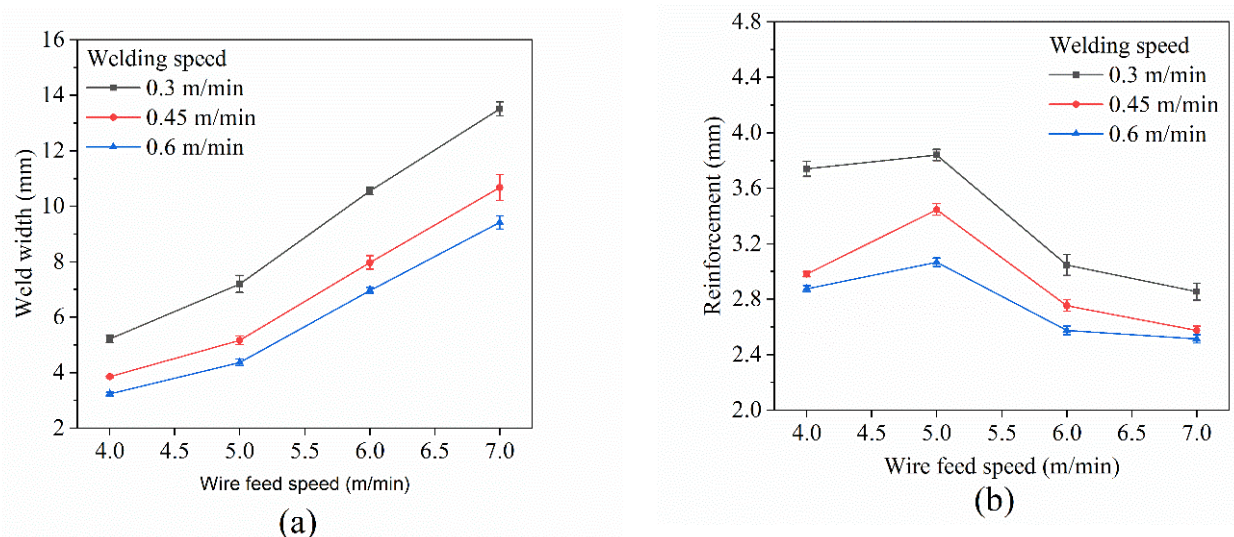 Welding speed
0.3 m/min
0.45 m/min
0.6 m/min
Weld width (mm)
16
14
12
10
8
6
4
2
4.0 4.5 5.0 5.5 6.0 6.5 7.0
Wire feed speed (m/min)
(a)
Welding speed
0.3 m/min
0.45 m/min
0.6 m/min
Reinforcement (mm)
4.8
4.4
4.0
3.6
3.2
2.8
2.4
2.0
4.0 4.5 5.0 5.5 6.0 6.5 7.0
Wire feed speed (m/min)
(b)